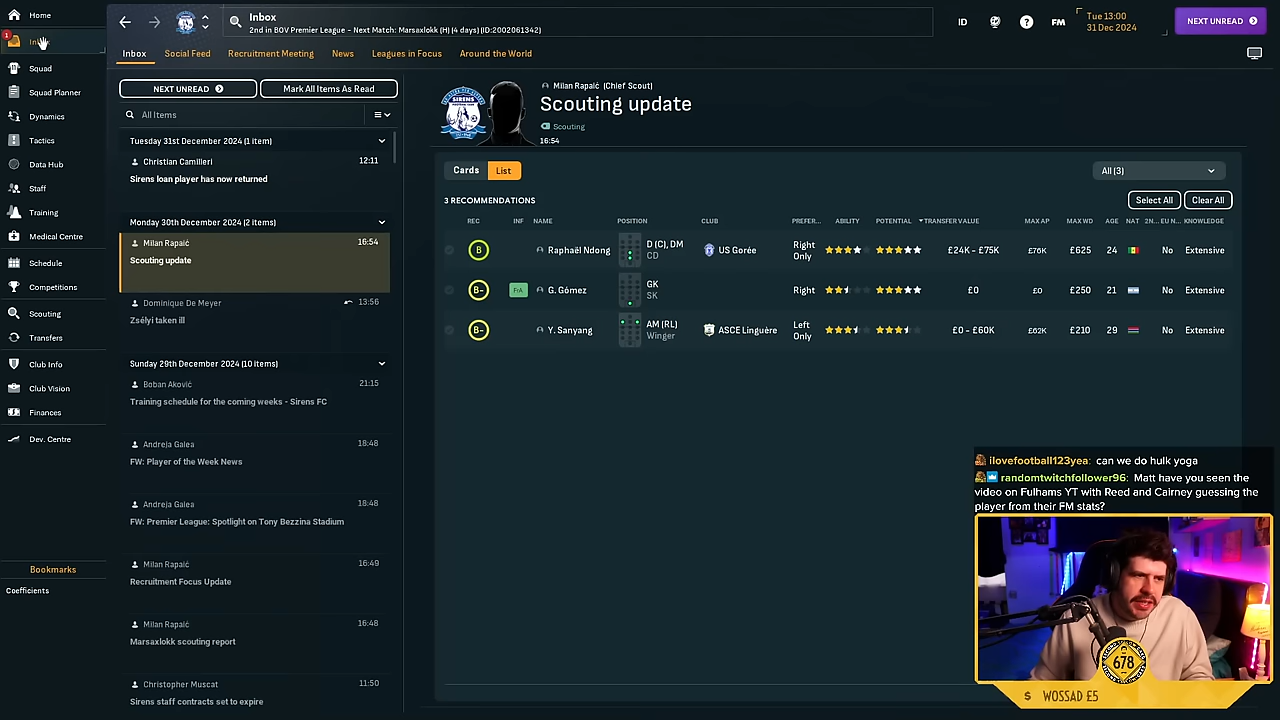 Home
Inbox
2nd in BOV Premier League - Next Match: Marsaxlokk (H) (4 days) (ID:2002061342)
ID
FM
Tue 13:00
31 Dec 2024
NEXT UNREAD
1
Squad
Squad Planner
Dynamics
Tactics
Data Hub
Staff
Training
Medical Centre
Schedule
Competitions
Scouting
Transfers
Club Info
Club Vision
Finances
Dev. Centre
Bookmarks
Coefficients
Inbox
Social Feed
Recruitment Meeting
News
Leagues in Focus
Around the World
NEXT UNREAD
Mark All Items As Read
All Items
Tuesday 31st December 2024 (1 item)
Christian Camilleri 12:11
Sirens loan player has now returned
Monday 30th December 2024 (2 items)
Milan Rapaić 16:54
Scouting update
Dominique De Meyer 13:56
Zsélyi taken ill
Sunday 29th December 2024 (10 items)
Boban Aković 21:15
Training schedule for the coming weeks - Sirens FC
Andreja Galea 18:48
FW: Player of the Week News
Andreja Galea 18:48
FW: Premier League: Spotlight on Tony Bezzina Stadium
Milan Rapaić 16:49
Recruitment Focus Update
Milan Rapaić 16:48
Marsaxlokk scouting report
Christopher Muscat 11:50
Sirens staff contracts set to expire
SIRENS
Milan Rapaić (Chief Scout)
Scouting update
Scouting
16:54
Cards List
All (3)
3 RECOMMENDATIONS
Select All
Clear All
REC INF NAME POSITION CLUB PREFER... ABILITY POTENTIAL TRANSFER VALUE MAX AP MAX WD AGE NAT 2N... EU N... KNOWLEDGE
B Raphaël Ndong D (C), DM CD US Gorée Right Only £24K - £75K £76K £625 24 No Extensive
B- FrA G. Gómez GK SK Right £0 £0 £250 21 No Extensive
B- Y. Sanyang AM (RL) Winger ASCE Linguère Left Only £0 - £60K £62K £210 29 No Extensive
ilovefootball123yea: can we do hulk yoga
randomtwitchfollower96: Matt have you seen the
video on Fulhams YT with Reed and Cairney guessing the
player from their FM stats?
678
$ WOSSAD £5